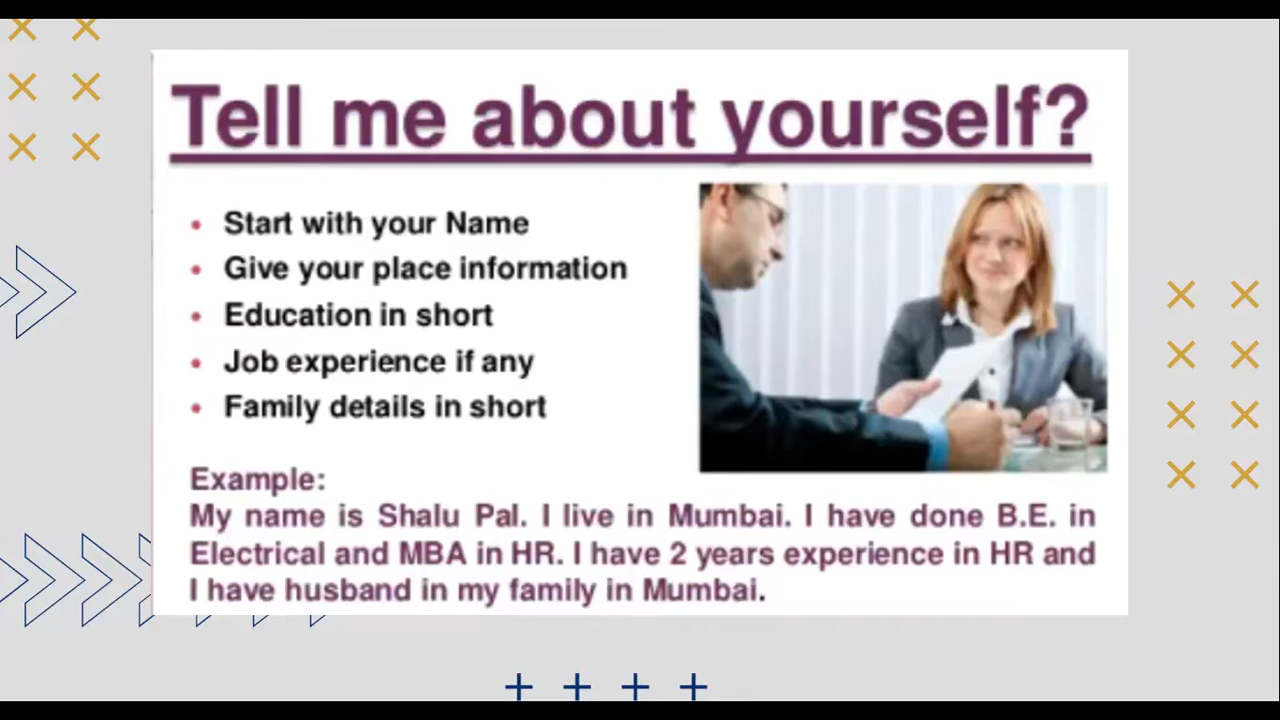 Tell me about yourself?
• Start with your Name
• Give your place information
• Education in short
• Job experience if any
• Family details in short
Example:
My name is Shalu Pal. I live in Mumbai. I have done B.E. in
Electrical and MBA in HR. I have 2 years experience in HR and
I have husband in my family in Mumbai.